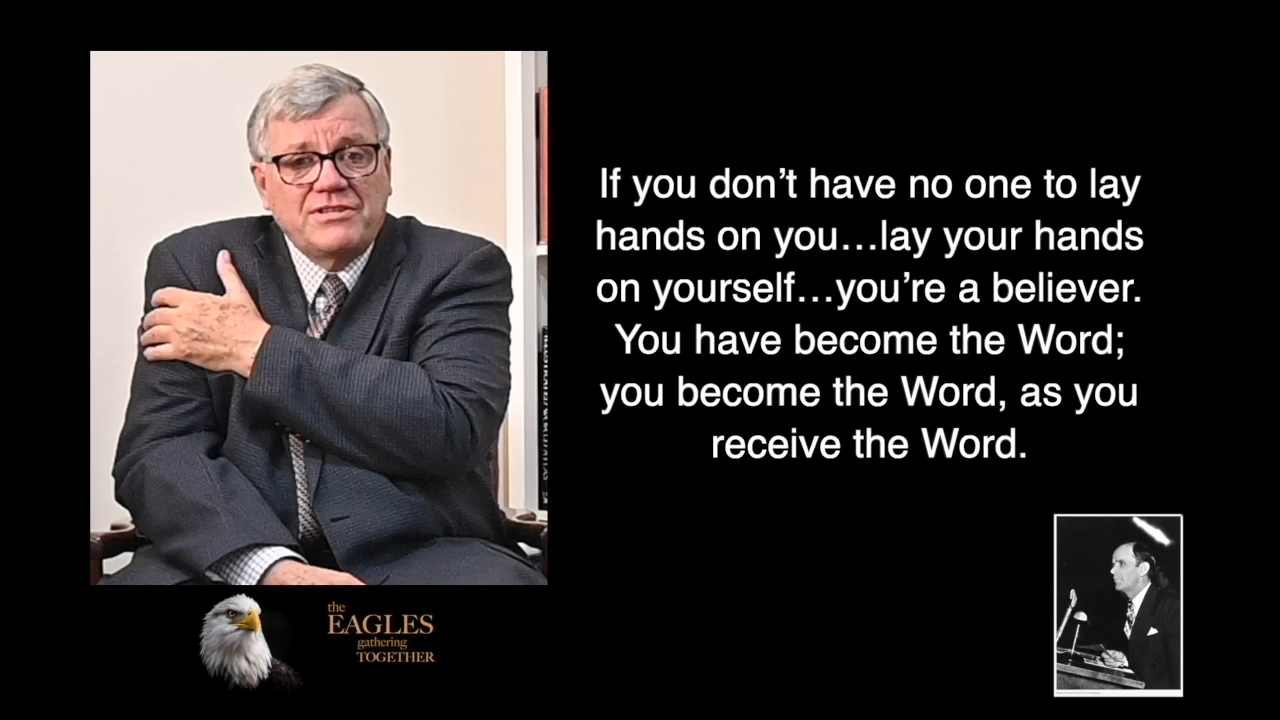 If you don’t have no one to lay
hands on you…lay your hands
on yourself…you’re a believer.
You have become the Word;
you become the Word, as you
receive the Word.
the
EAGLES
gathering
TOGETHER